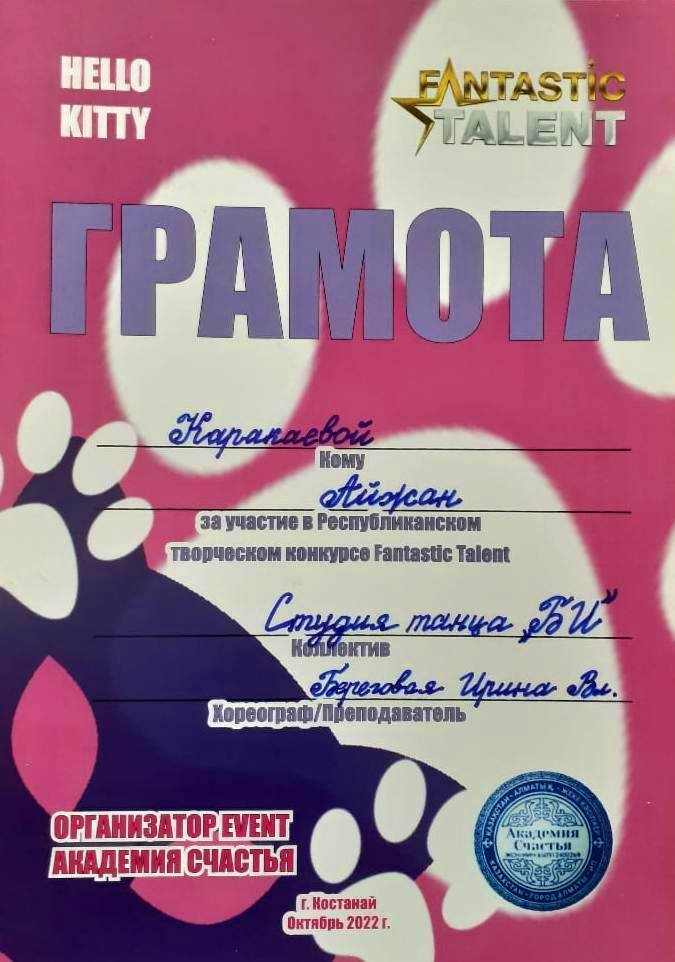 HELLO
KITTY
FANTASTIC
TALENT
ГРАМОТА
Каракаевой
Кому
Айжан
за участие в Республиканском
творческом конкурсе Fantastic Talent
Студия танца „БИ”
Коллектив
Береговая Ирина Вл.
Хореограф/Преподаватель
ОРГАНИЗАТОР EVENT
АКАДЕМИЯ СЧАСТЬЯ
Академия
Счастья
г. Костанай
Октябрь 2022 г.